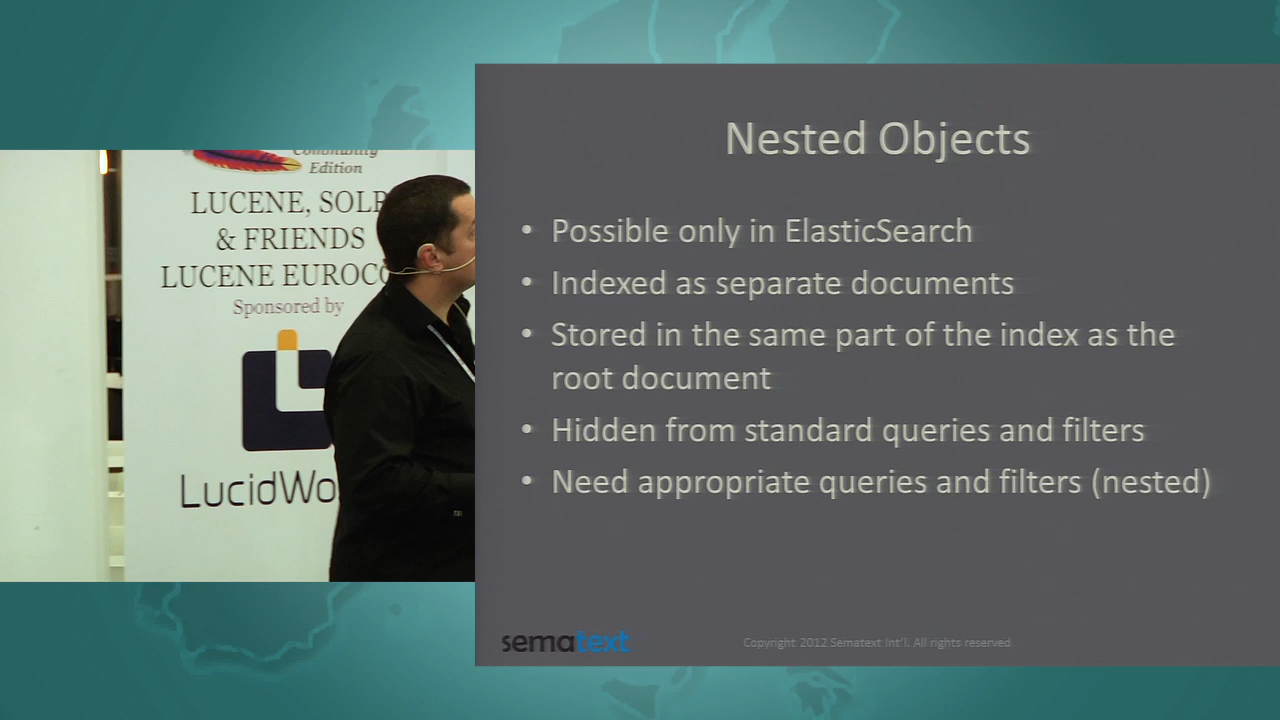 Community
Edition
LUCENE, SOLR
& FRIENDS
LUCENE EUROCO
Sponsored by
LucidWo
Nested Objects
• Possible only in ElasticSearch
• Indexed as separate documents
• Stored in the same part of the index as the
root document
• Hidden from standard queries and filters
• Need appropriate queries and filters (nested)
sematext
Copyright 2012 Sematext Int'l. All rights reserved